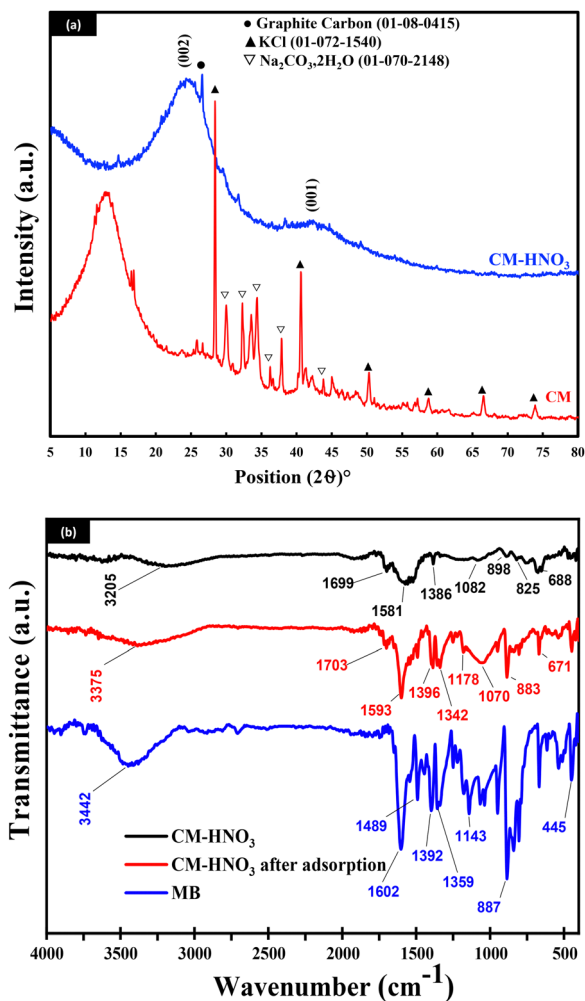 (a)
● Graphite Carbon (01-08-0415)
▲ KCl (01-072-1540)
▽ Na₂CO₃,2H₂O (01-070-2148)
(002)
(001)
CM-HNO₃
CM
Intensity (a.u.)
5 10 15 20 25 30 35 40 45 50 55 60 65 70 75 80
Position (2ϑ)°
(b)
3205
1699
1581
1386
1082
898
825
688
3375
1703
1593
1396
1342
1178
1070
883
671
3442
1602
1489
1392
1359
1143
887
445
CM-HNO₃
CM-HNO₃ after adsorption
MB
Transmittance (a.u.)
4000 3500 3000 2500 2000 1500 1000 500
Wavenumber (cm⁻¹)